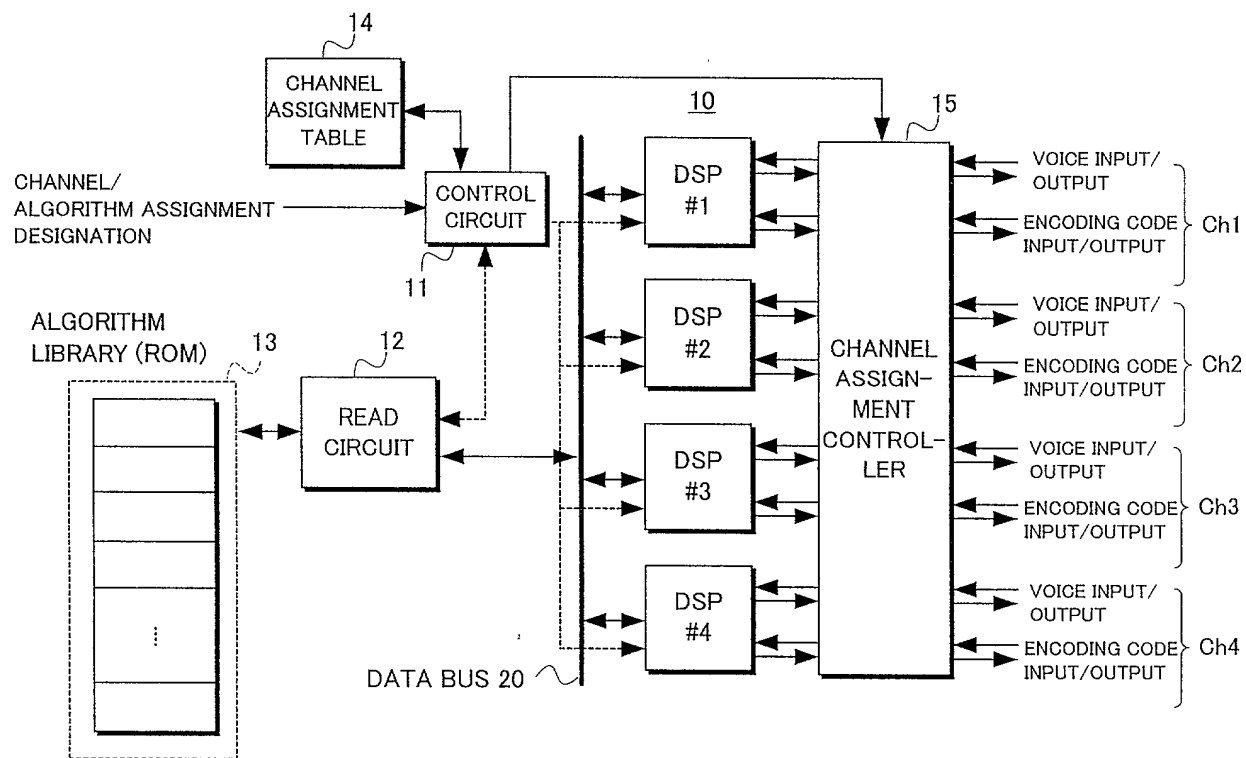 14
CHANNEL
ASSIGNMENT
TABLE
10
15
CHANNEL/
ALGORITHM ASSIGNMENT
DESIGNATION
CONTROL
CIRCUIT
11
DSP
#1
VOICE INPUT/
OUTPUT
ENCODING CODE
INPUT/OUTPUT
Ch1
ALGORITHM
LIBRARY (ROM)
13
12
READ
CIRCUIT
DSP
#2
CHANNEL
ASSIGN-
MENT
CONTROL-
LER
VOICE INPUT/
OUTPUT
ENCODING CODE
INPUT/OUTPUT
Ch2
DSP
#3
VOICE INPUT/
OUTPUT
ENCODING CODE
INPUT/OUTPUT
Ch3
DSP
#4
VOICE INPUT/
OUTPUT
ENCODING CODE
INPUT/OUTPUT
Ch4
DATA BUS 20